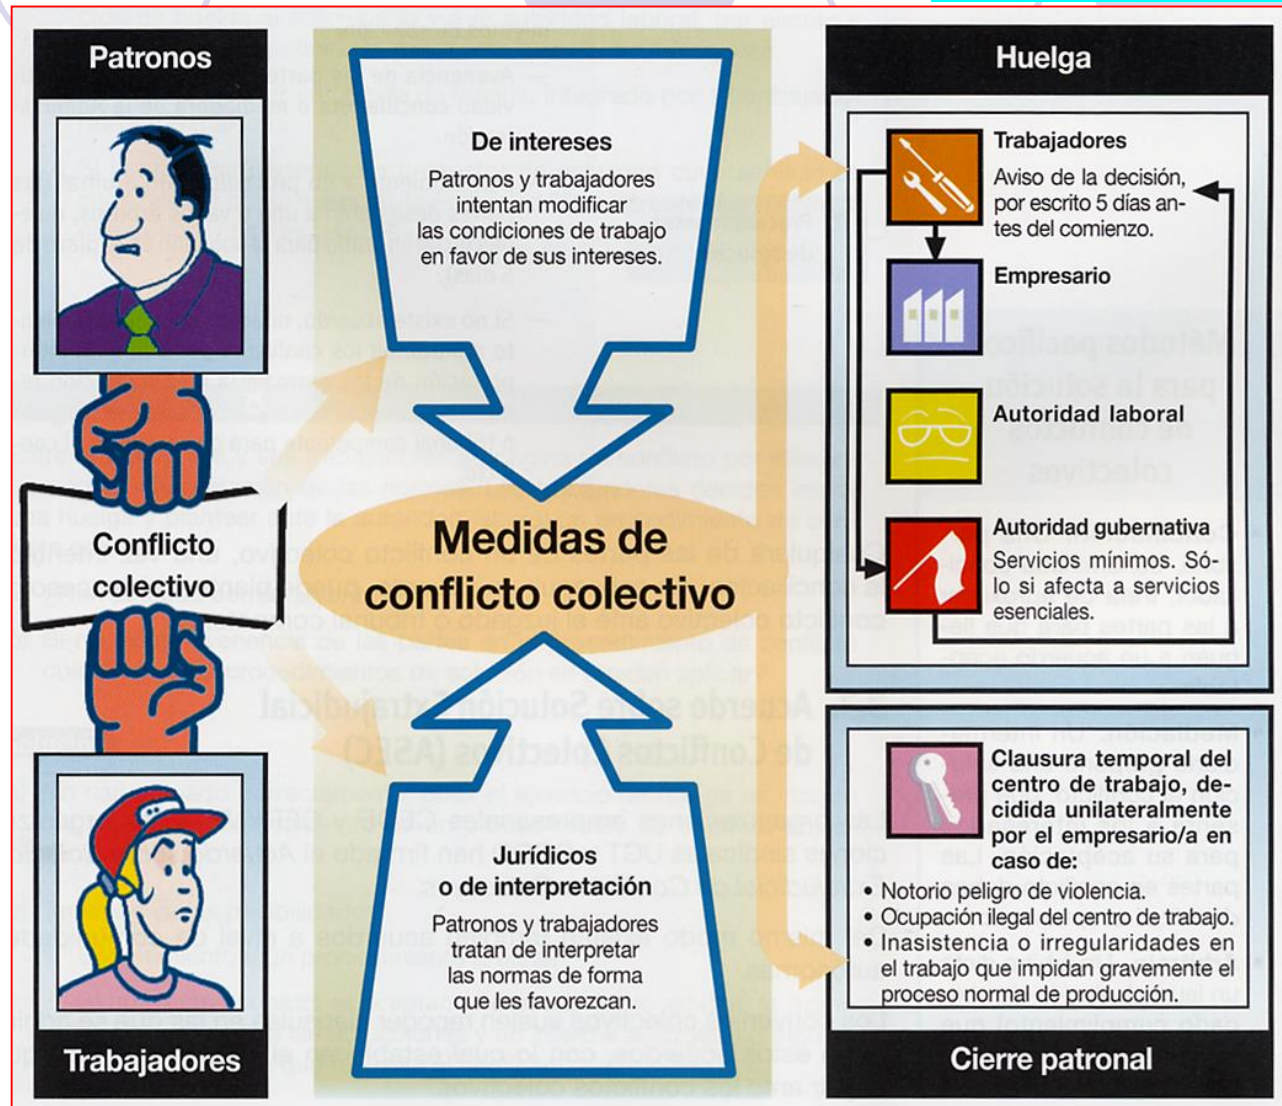 Patronos
Conflicto
colectivo
Trabajadores
De intereses
Patronos y trabajadores
intentan modificar
las condiciones de trabajo
en favor de sus intereses.
Medidas de
conflicto colectivo
Jurídicos
o de interpretación
Patronos y trabajadores
tratan de interpretar
las normas de forma
que les favorezcan.
Huelga
Trabajadores
Aviso de la decisión,
por escrito 5 días an-
tes del comienzo.
Empresario
Autoridad laboral
Autoridad gubernativa
Servicios mínimos. Só-
lo si afecta a servicios
esenciales.
Clausura temporal del
centro de trabajo, de-
cidida unilateralmente
por el empresario/a en
caso de:
• Notorio peligro de violencia.
• Ocupación ilegal del centro de trabajo.
• Inasistencia o irregularidades en
el trabajo que impidan gravemente el
proceso normal de producción.
Cierre patronal